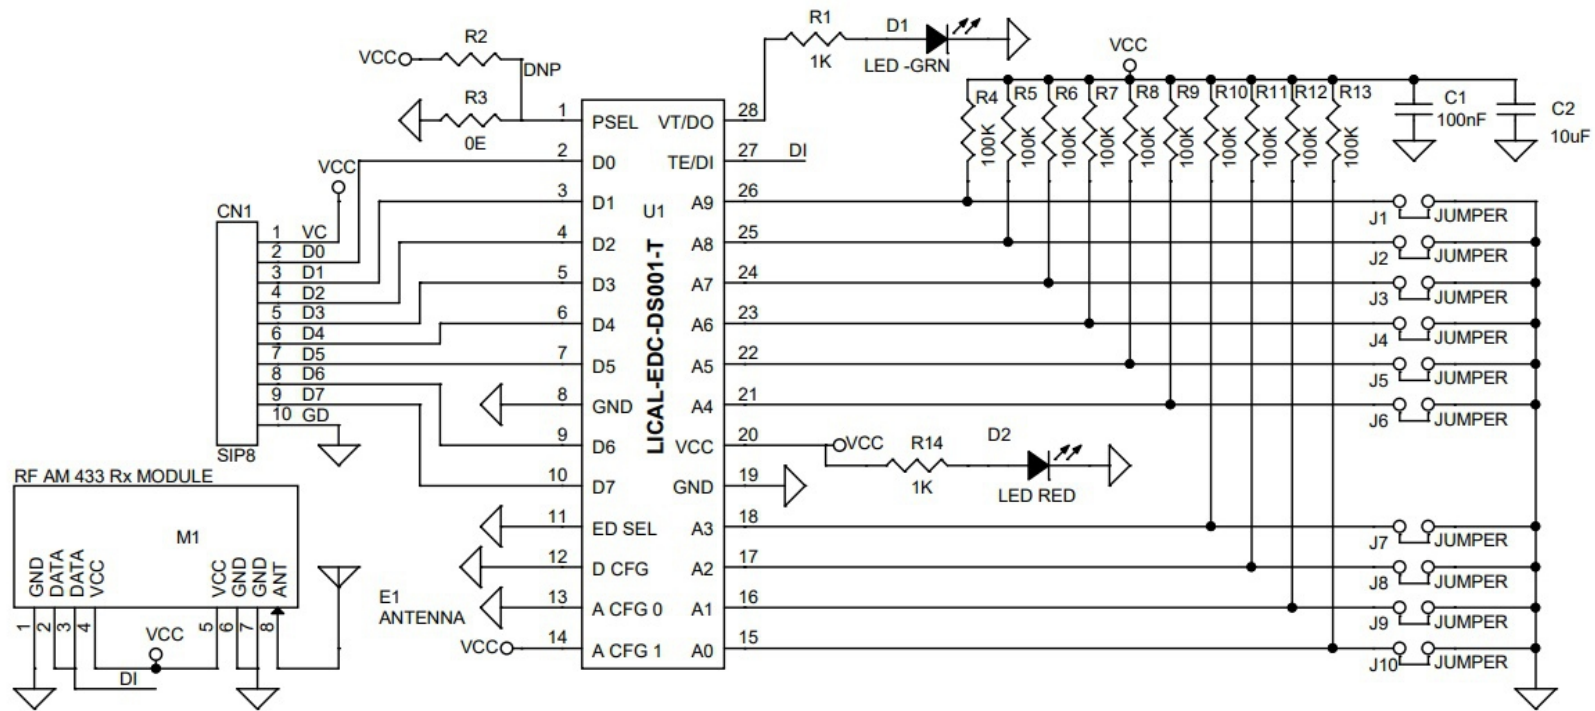 R1
D1
1K
LED -GRN
R2
VCC
DNP
R3
0E
VCC
R4
R5
R6
R7
R8
R9
R10
R11
R12
R13
100K
100K
100K
100K
100K
100K
100K
100K
100K
100K
C1
100nF
C2
10uF
1
2
3
4
5
6
7
8
9
10
11
12
13
14
PSEL
D0
D1
D2
D3
D4
D5
GND
D6
D7
ED SEL
D CFG
A CFG 0
A CFG 1
U1
LICAL-EDC-DS001-T
VT/DO
TE/DI
A9
A8
A7
A6
A5
A4
VCC
GND
A3
A2
A1
A0
28
27
26
25
24
23
22
21
20
19
18
17
16
15
DI
VCC
R14
1K
D2
LED RED
J1 JUMPER
J2 JUMPER
J3 JUMPER
J4 JUMPER
J5 JUMPER
J6 JUMPER
J7 JUMPER
J8 JUMPER
J9 JUMPER
J10 JUMPER
VCC
CN1
1 VC
2 D0
3 D1
4 D2
5 D3
6 D4
7 D5
8 D6
9 D7
10 GD
SIP8
RF AM 433 Rx MODULE
M1
GND
DATA
DATA
VCC
VCC
GND
GND
ANT
1
2
3
4
5
6
7
8
VCC
DI
E1
ANTENNA
VCC